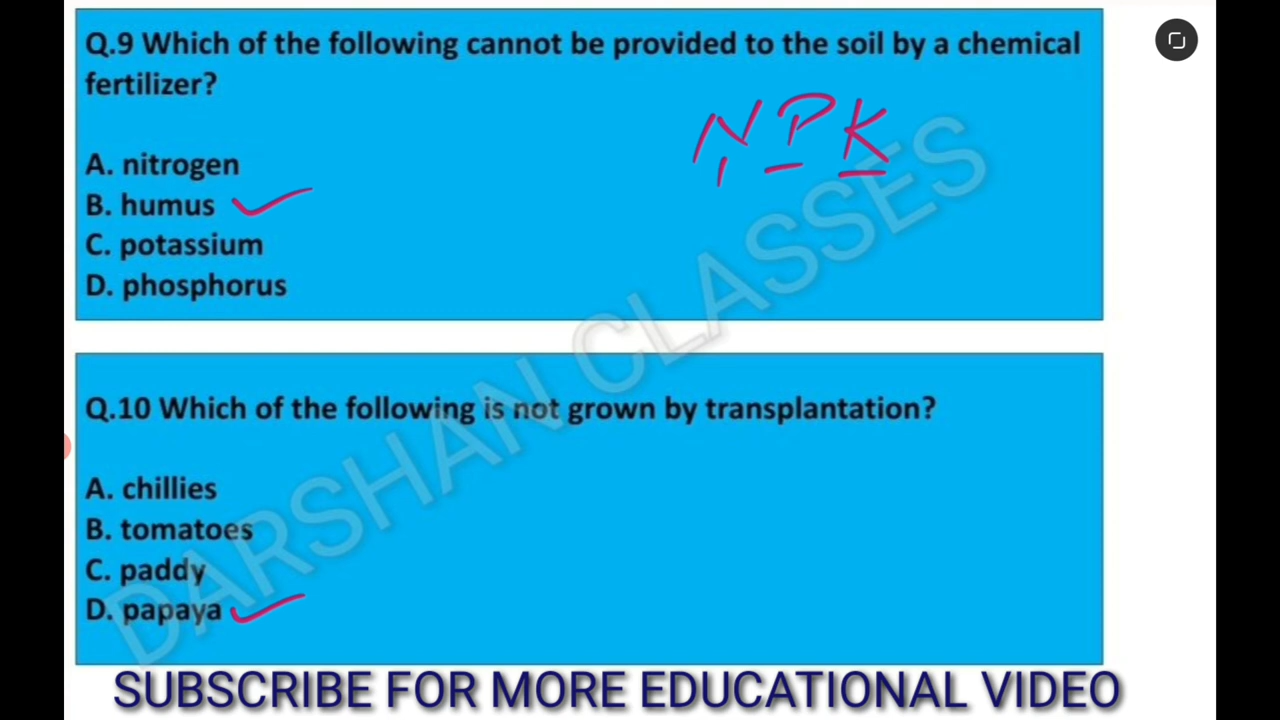 Q.9 Which of the following cannot be provided to the soil by a chemical
fertilizer?
N P K
A. nitrogen
B. humus
C. potassium
D. phosphorus
DARSHAN CLASSES
Q.10 Which of the following is not grown by transplantation?
A. chillies
B. tomatoes
C. paddy
D. papaya
SUBSCRIBE FOR MORE EDUCATIONAL VIDEO